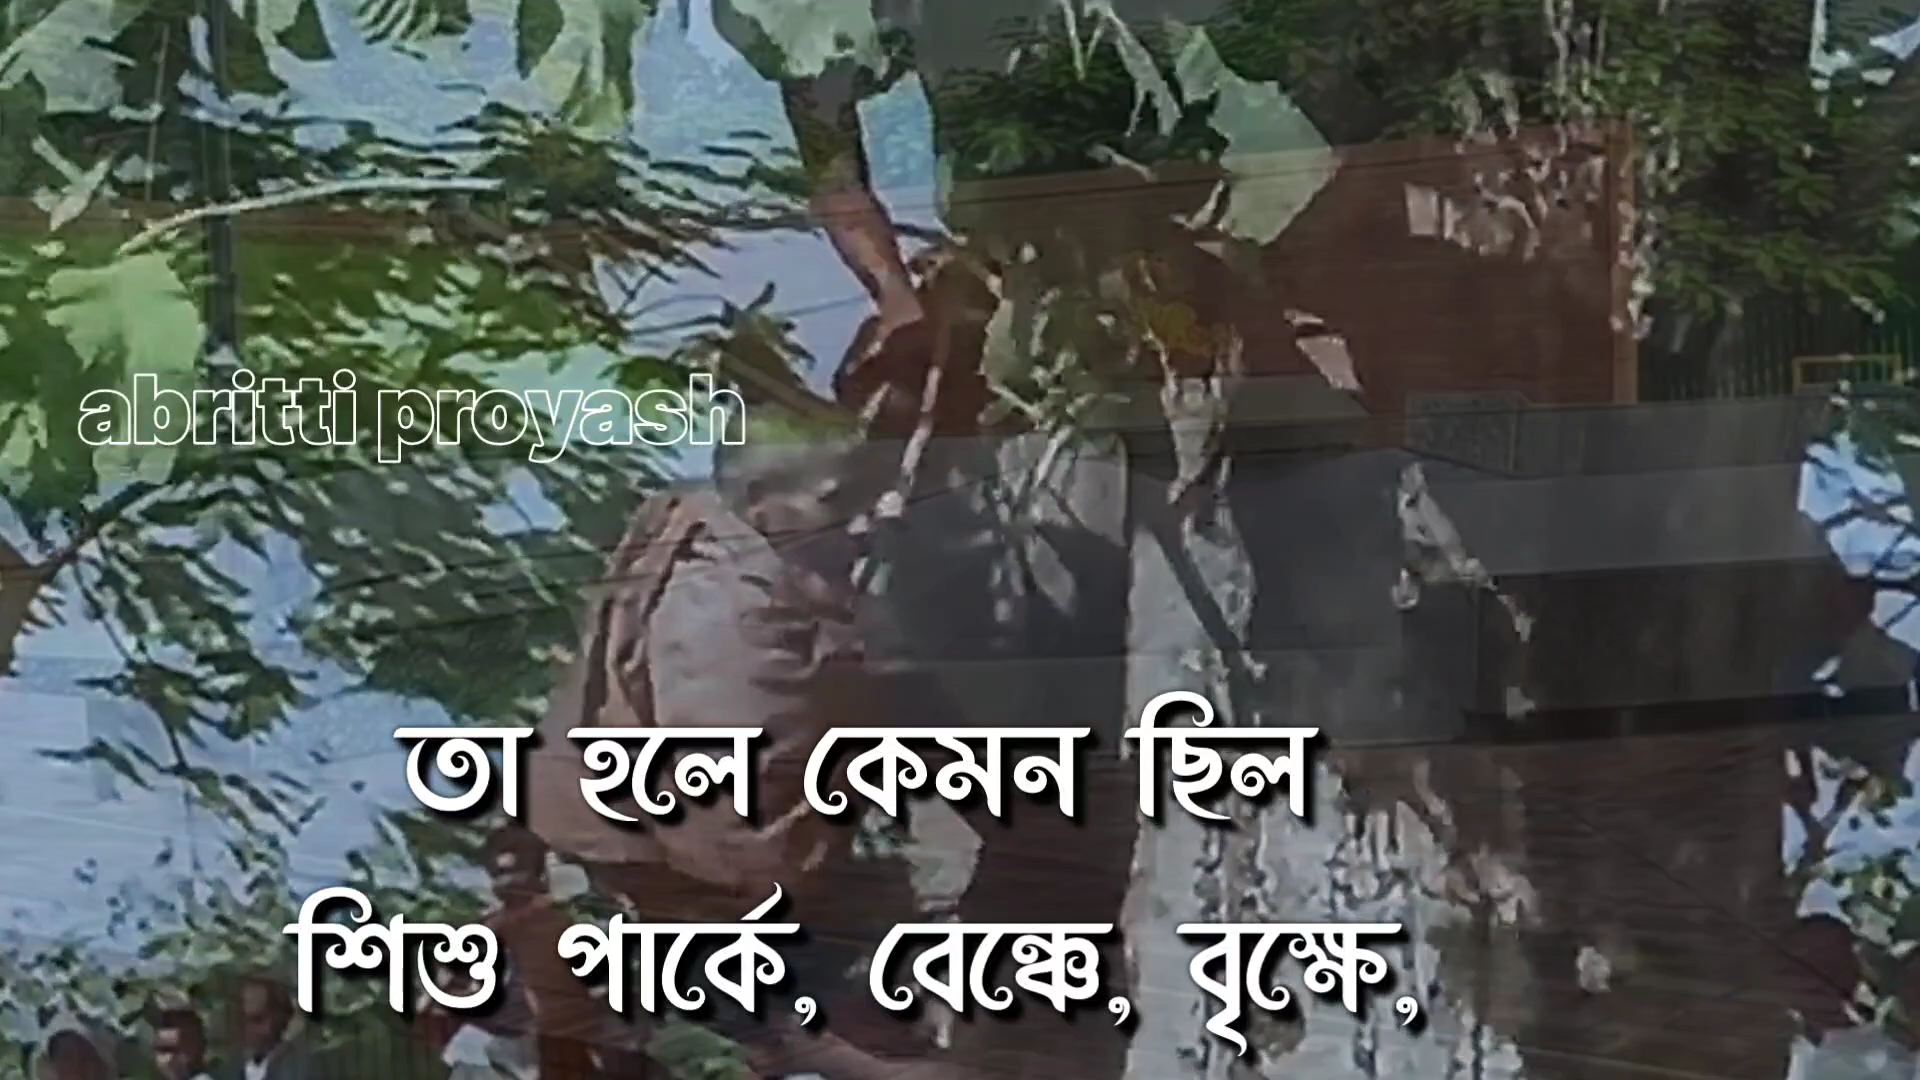 abritti proyash
তা হলে কেমন ছিল
শিশু পার্কে, বেঞ্চে, বৃক্ষে,